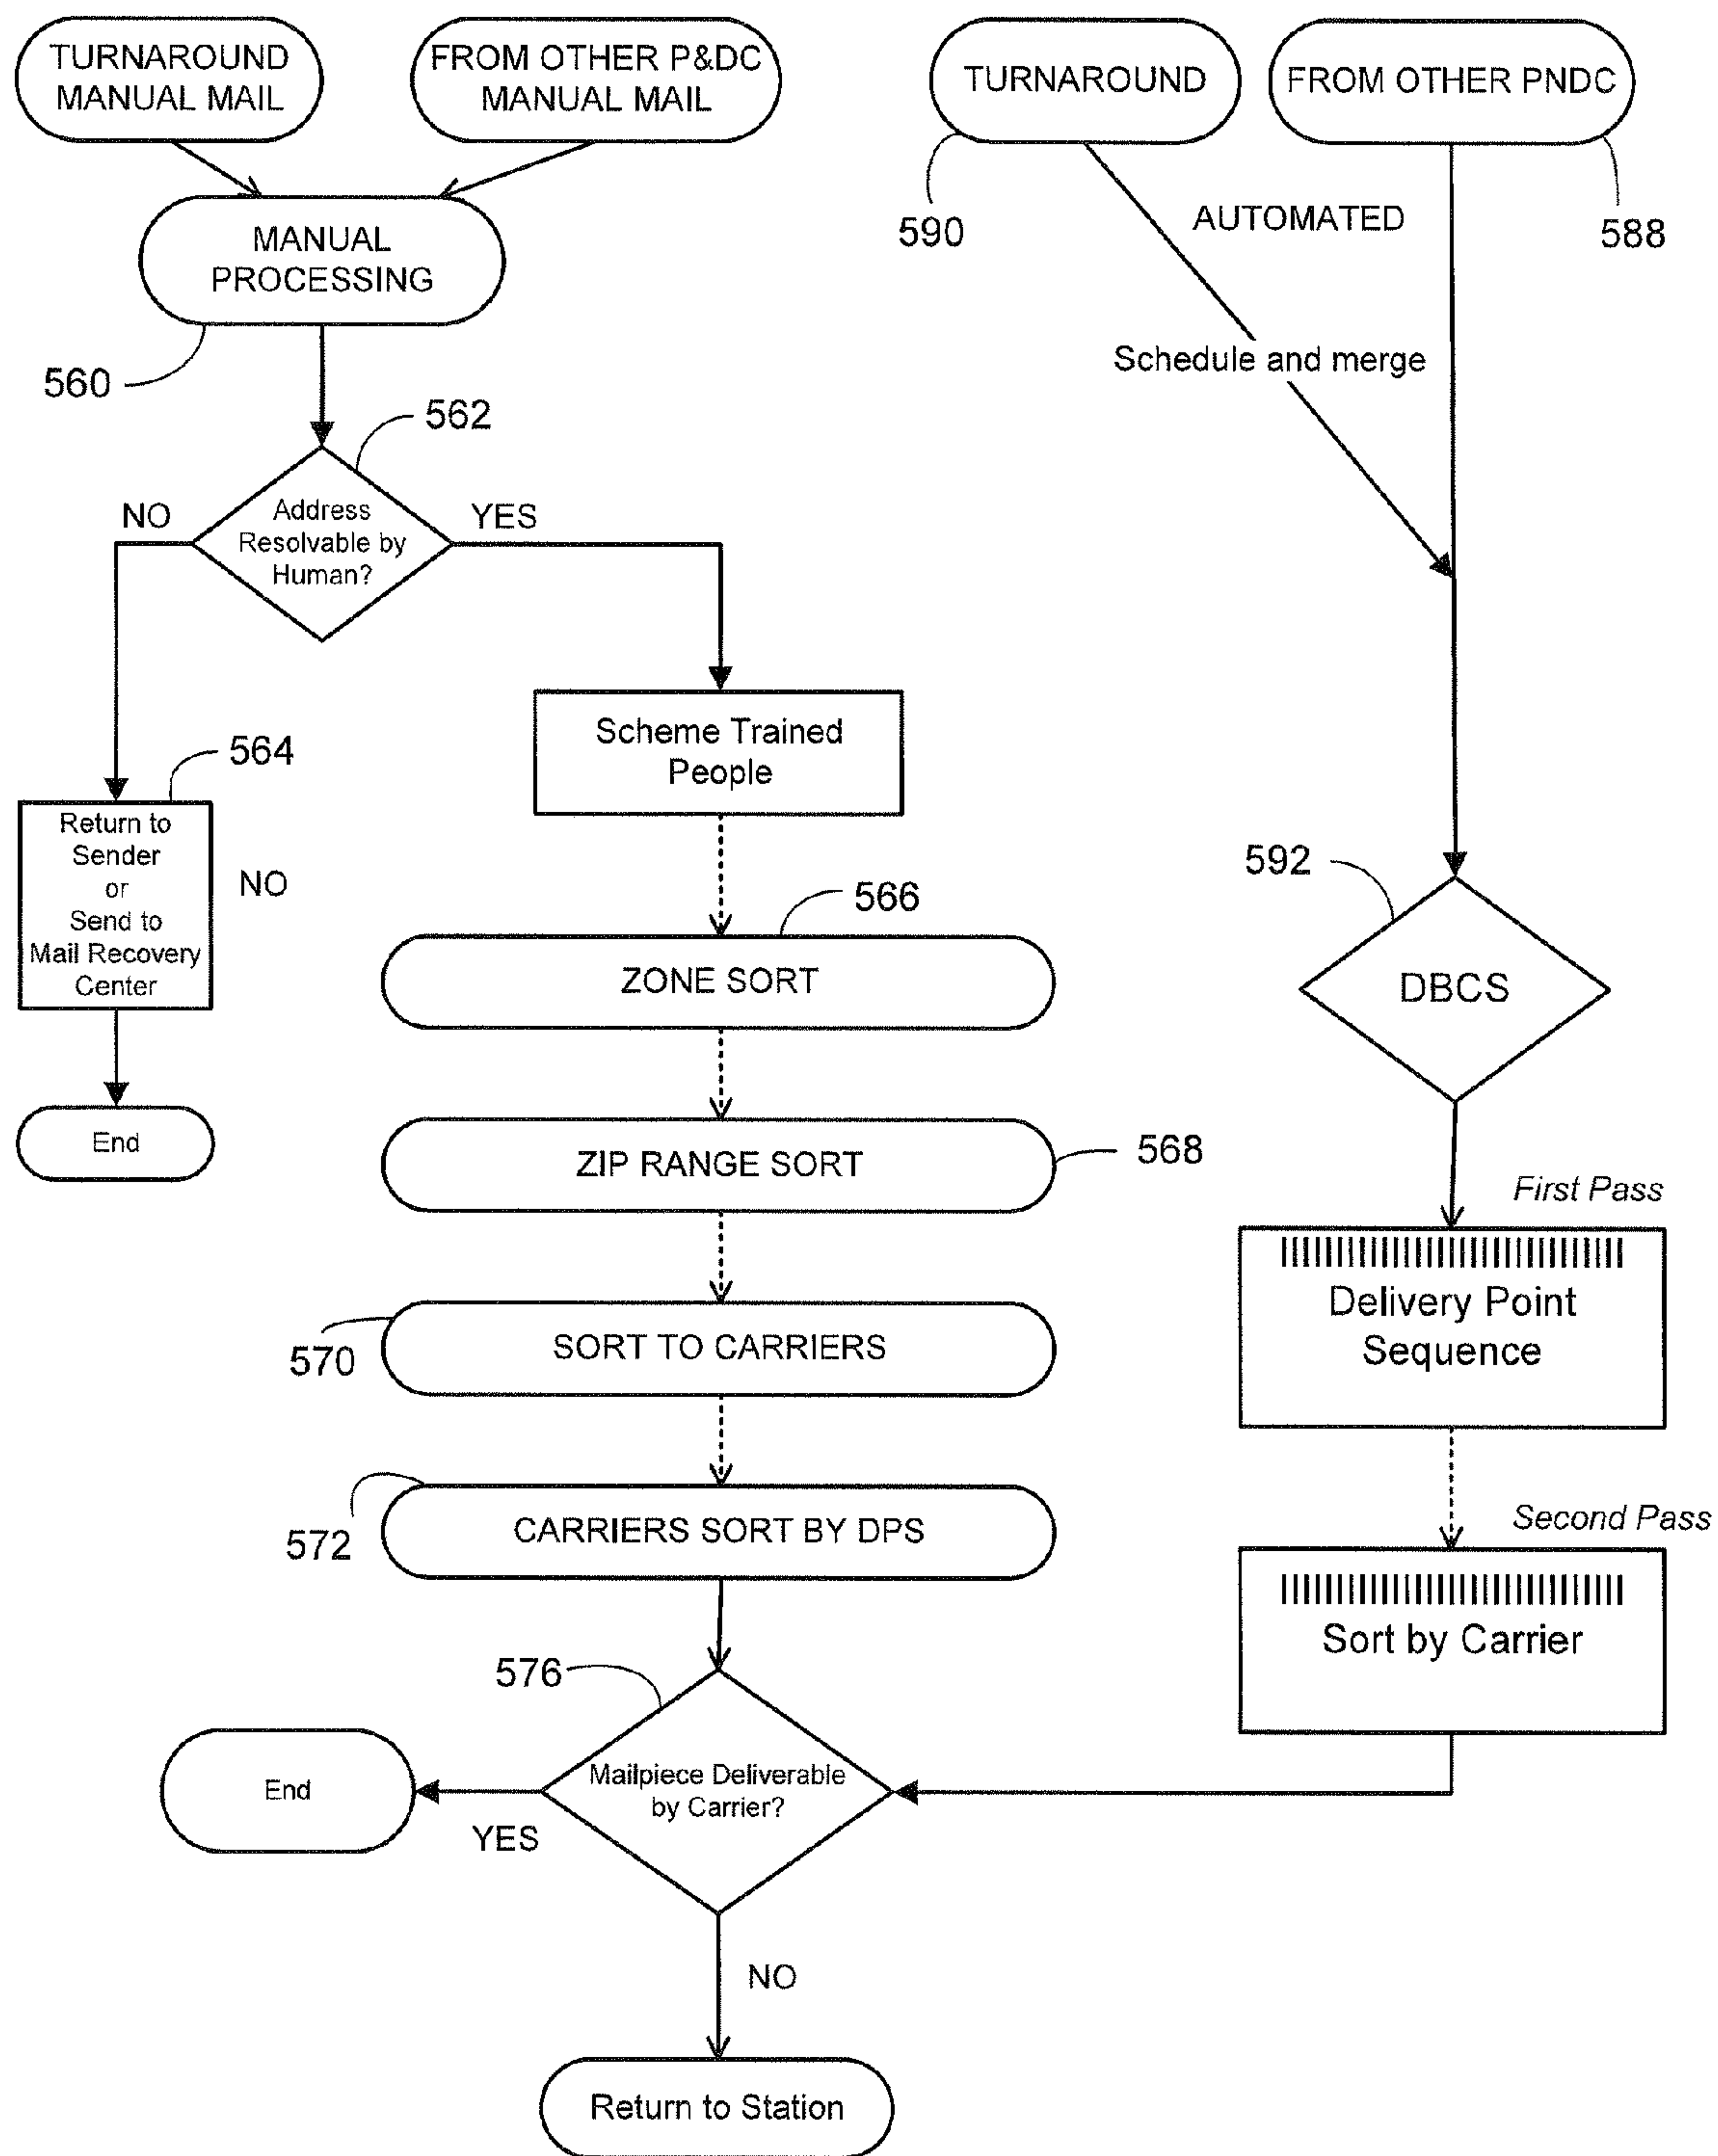 TURNAROUND
MANUAL MAIL
FROM OTHER P&DC
MANUAL MAIL
TURNAROUND
FROM OTHER PNDC
590
AUTOMATED
588
MANUAL
PROCESSING
560
Schedule and merge
562
NO
Address
Resolvable by
Human?
YES
Scheme Trained
People
564
Return to
Sender
or
Send to
Mail Recovery
Center
NO
End
592
DBCS
566
ZONE SORT
ZIP RANGE SORT
568
First Pass
Delivery Point
Sequence
570
SORT TO CARRIERS
572
CARRIERS SORT BY DPS
Second Pass
Sort by Carrier
576
Mailpiece Deliverable
by Carrier?
End
YES
NO
Return to Station